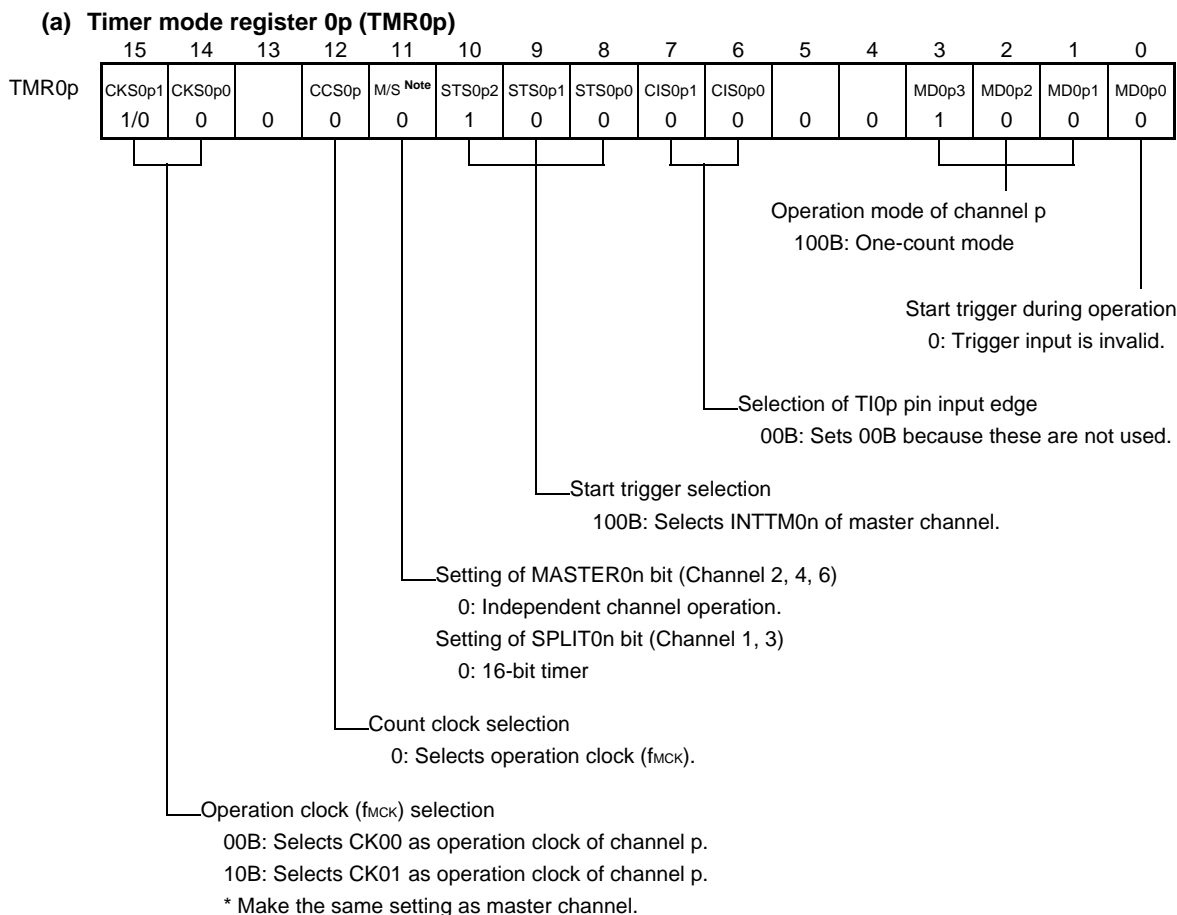 (a) Timer mode register 0p (TMR0p)
15 14 13 12 11 10 9 8 7 6 5 4 3 2 1 0
TMR0p CKS0p1 CKS0p0 CCS0p M/S Note STS0p2 STS0p1 STS0p0 CIS0p1 CIS0p0 MD0p3 MD0p2 MD0p1 MD0p0
1/0 0 0 0 0 1 0 0 0 0 0 0 1 0 0 0
Operation mode of channel p
100B: One-count mode
Start trigger during operation
0: Trigger input is invalid.
Selection of TI0p pin input edge
00B: Sets 00B because these are not used.
Start trigger selection
100B: Selects INTTM0n of master channel.
Setting of MASTER0n bit (Channel 2, 4, 6)
0: Independent channel operation.
Setting of SPLIT0n bit (Channel 1, 3)
0: 16-bit timer
Count clock selection
0: Selects operation clock (fMCK).
Operation clock (fMCK) selection
00B: Selects CK00 as operation clock of channel p.
10B: Selects CK01 as operation clock of channel p.
* Make the same setting as master channel.